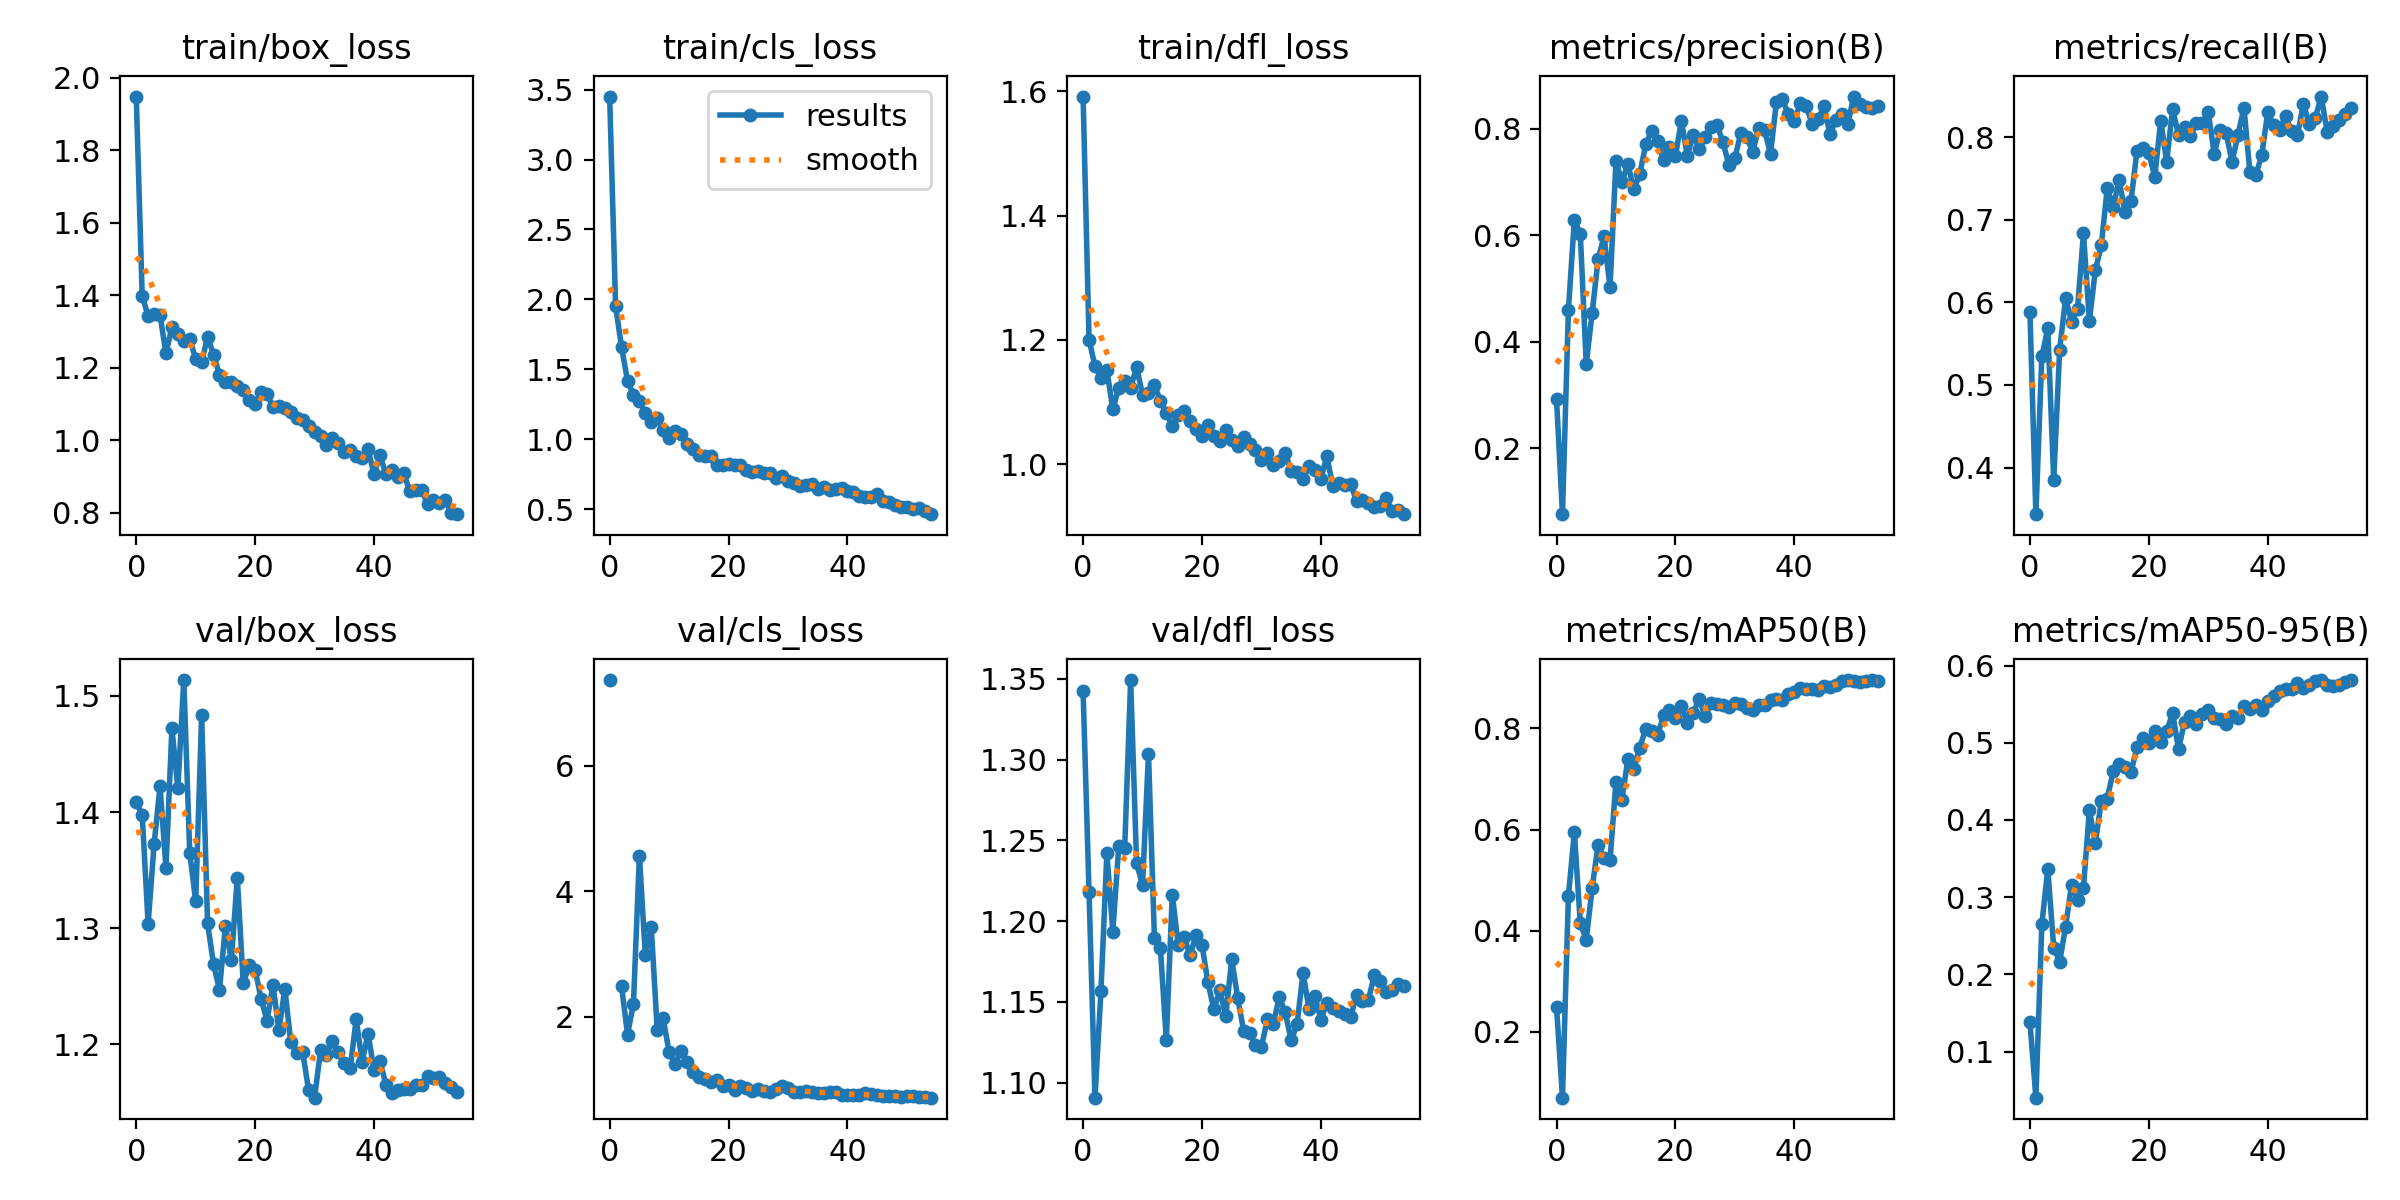 train/box_loss
train/cls_loss
train/dfl_loss
metrics/precision(B)
metrics/recall(B)
2.0
1.8
1.6
1.4
1.2
1.0
0.8
0 20 40
3.5
3.0
2.5
2.0
1.5
1.0
0.5
0 20 40
results
smooth
1.6
1.4
1.2
1.0
0 20 40
0.8
0.6
0.4
0.2
0 20 40
0.8
0.7
0.6
0.5
0.4
0 20 40
val/box_loss
val/cls_loss
val/dfl_loss
metrics/mAP50(B)
metrics/mAP50-95(B)
1.5
1.4
1.3
1.2
0 20 40
6
4
2
0 20 40
1.35
1.30
1.25
1.20
1.15
1.10
0 20 40
0.8
0.6
0.4
0.2
0 20 40
0.6
0.5
0.4
0.3
0.2
0.1
0 20 40